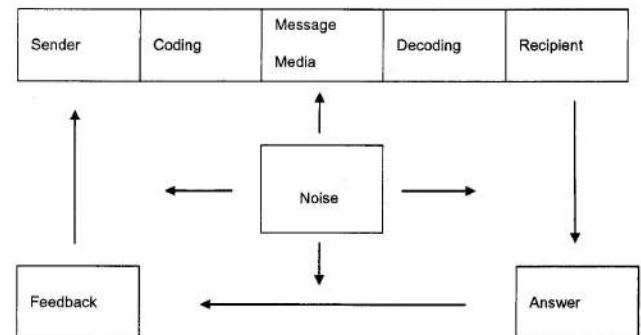 Sender
Coding
Message
Media
Decoding
Recipient
Noise
Feedback
Answer